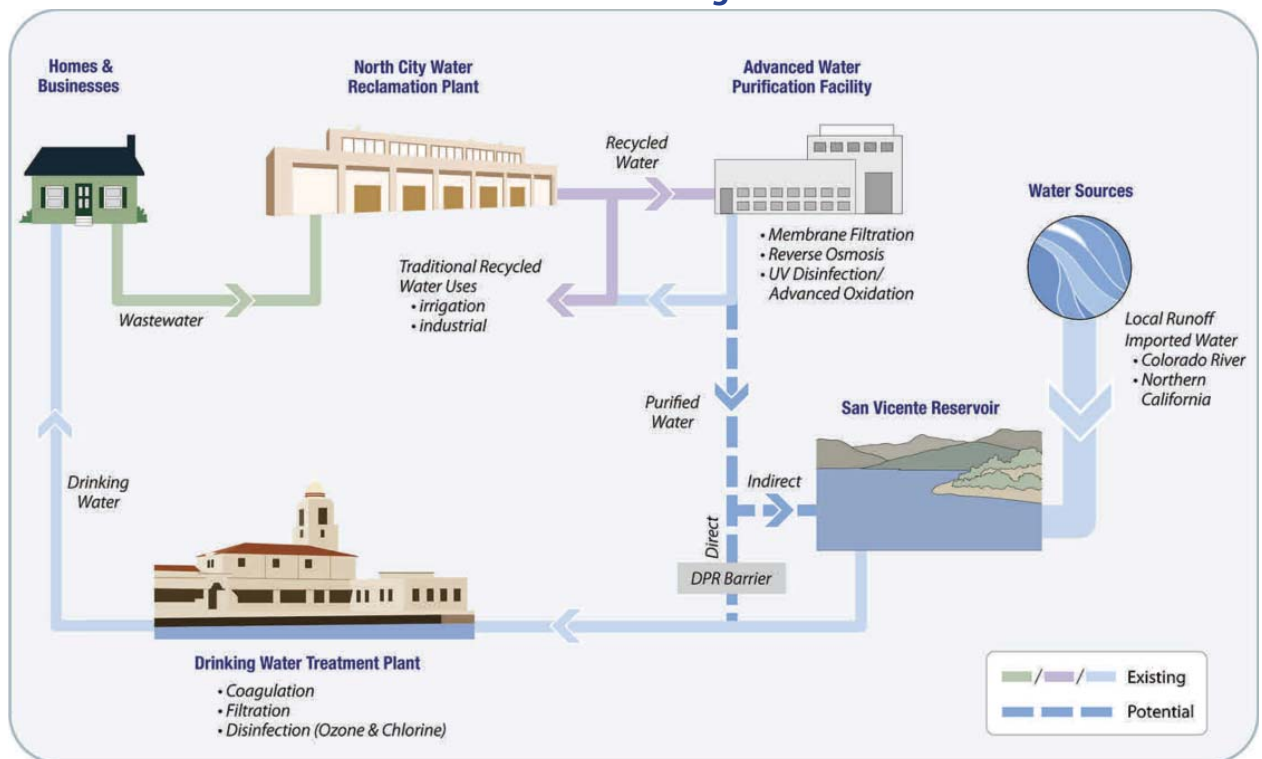 Homes &
Businesses
North City Water
Reclamation Plant
Advanced Water
Purification Facility
Recycled
Water
Water Sources
• Membrane Filtration
• Reverse Osmosis
• UV Disinfection/
Advanced Oxidation
Traditional Recycled
Water Uses
• irrigation
• industrial
Wastewater
Local Runoff
Imported Water
• Colorado River
• Northern
California
Purified
Water
San Vicente Reservoir
Drinking
Water
Indirect
Direct
DPR Barrier
Drinking Water Treatment Plant
• Coagulation
• Filtration
• Disinfection (Ozone & Chlorine)
/ / Existing
Potential